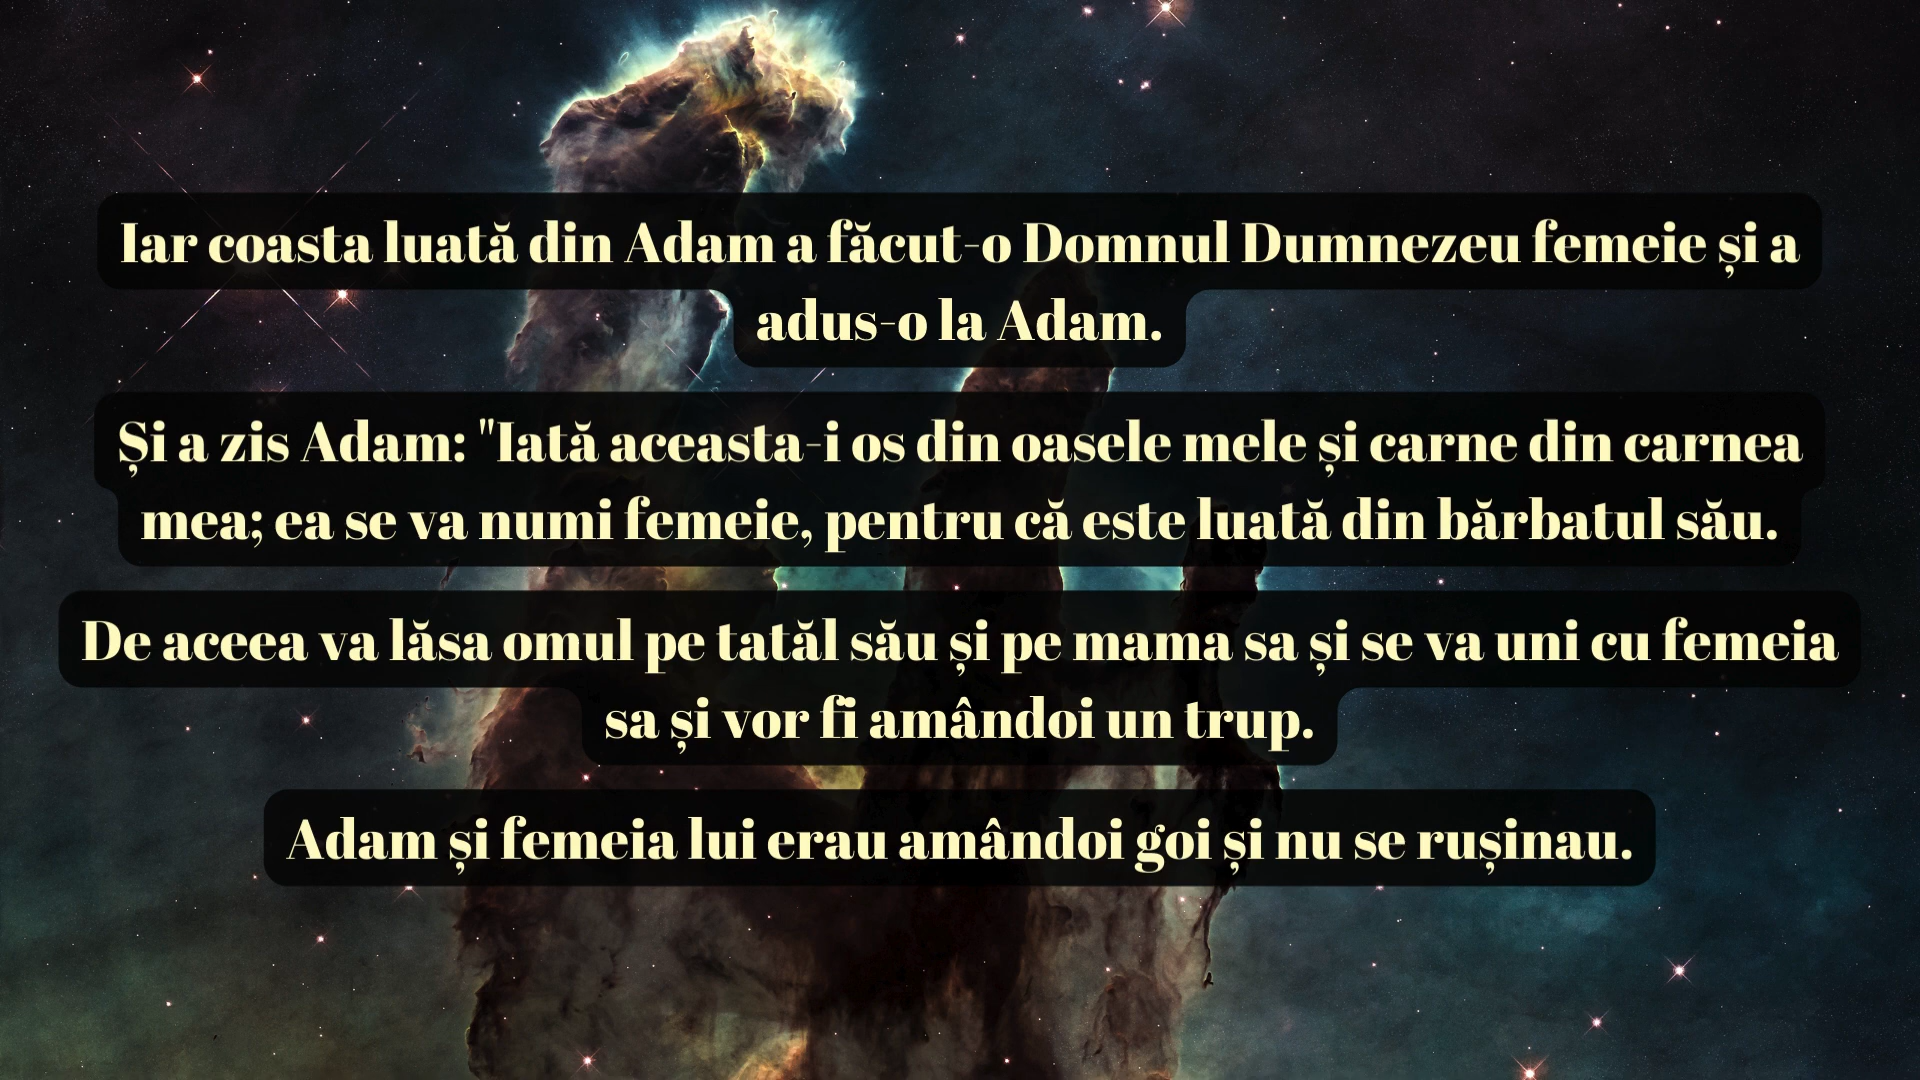 Iar coasta luată din Adam a făcut-o Domnul Dumnezeu femeie și a
adus-o la Adam.
Și a zis Adam: "Iată aceasta-i os din oasele mele și carne din carnea
mea; ea se va numi femeie, pentru că este luată din bărbatul său.
De aceea va lăsa omul pe tatăl său și pe mama sa și se va uni cu femeia
sa și vor fi amândoi un trup.
Adam și femeia lui erau amândoi goi și nu se rușinau.